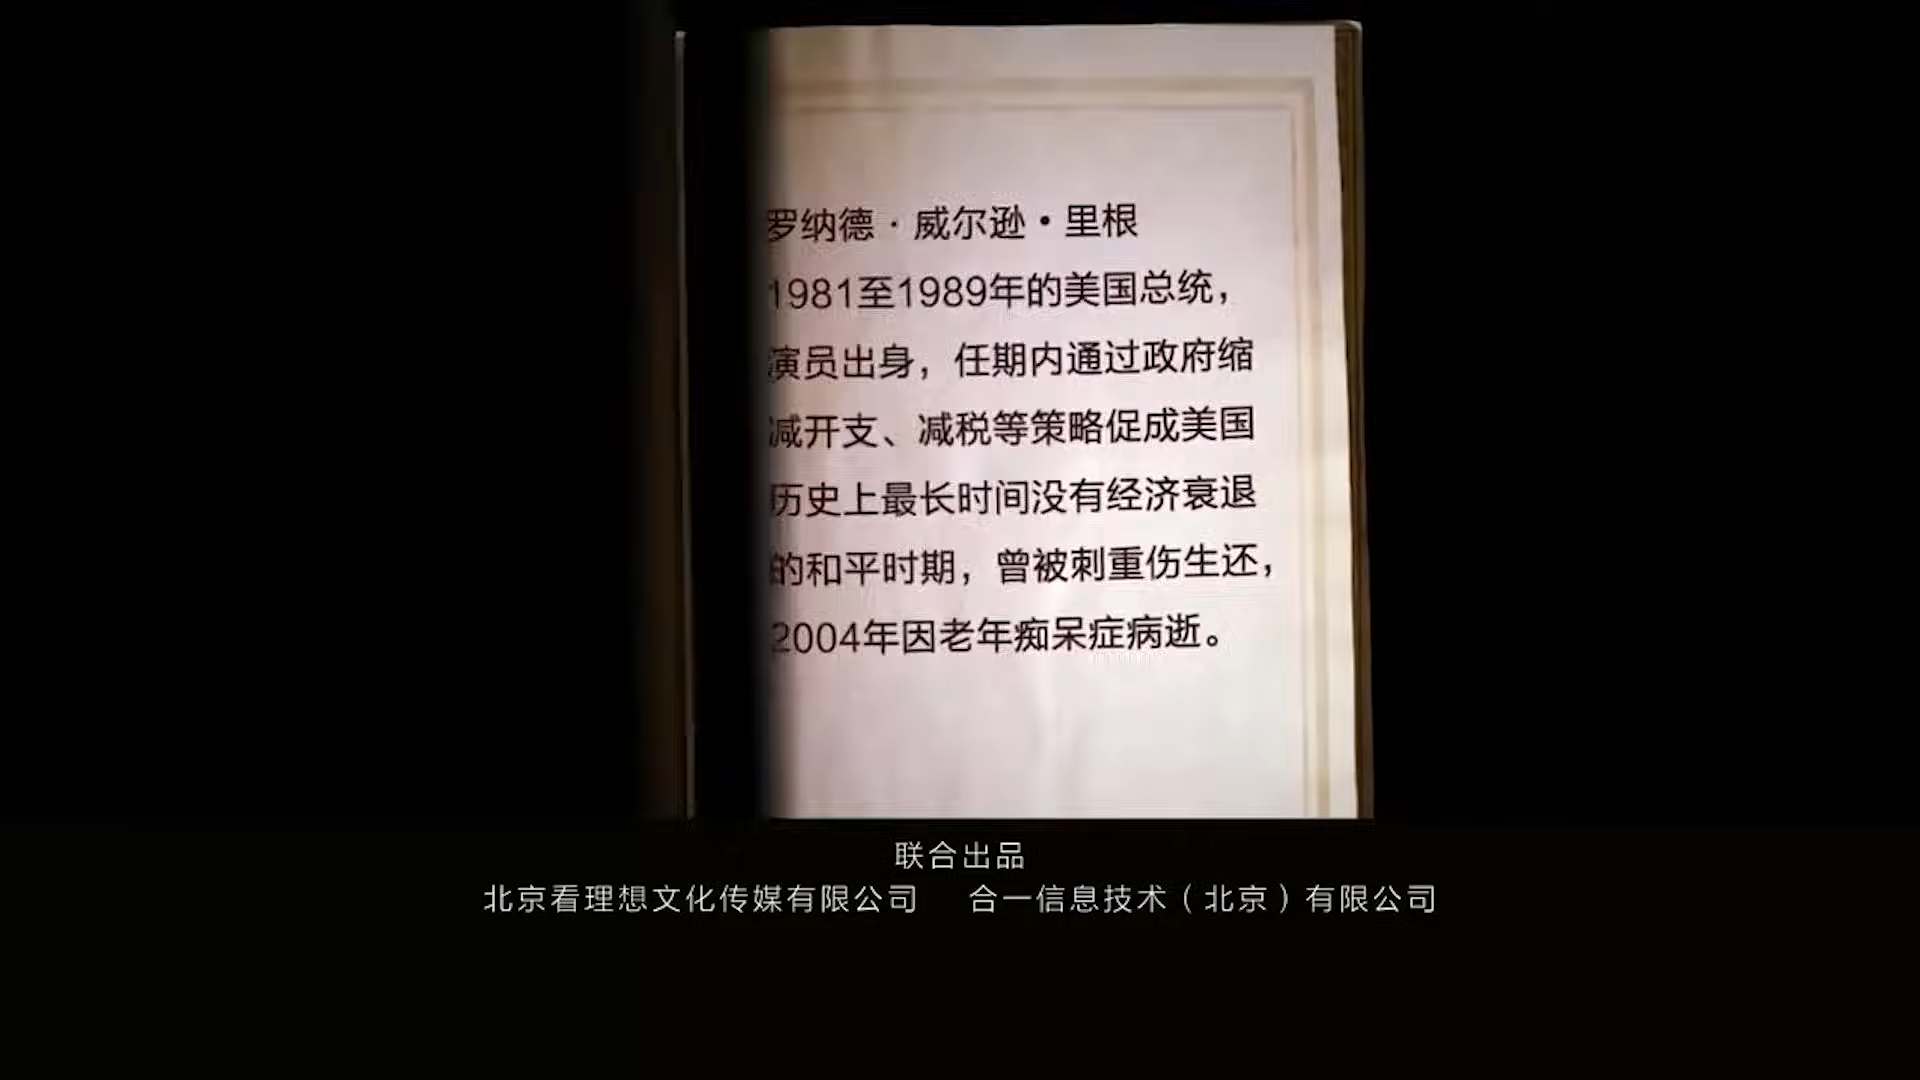 罗纳德·威尔逊·里根
1981至1989年的美国总统，
演员出身，任期内通过政府缩
减开支、减税等策略促成美国
历史上最长时间没有经济衰退
的和平时期，曾被刺重伤生还，
2004年因老年痴呆症病逝。
联合出品
北京看理想文化传媒有限公司 合一信息技术（北京）有限公司